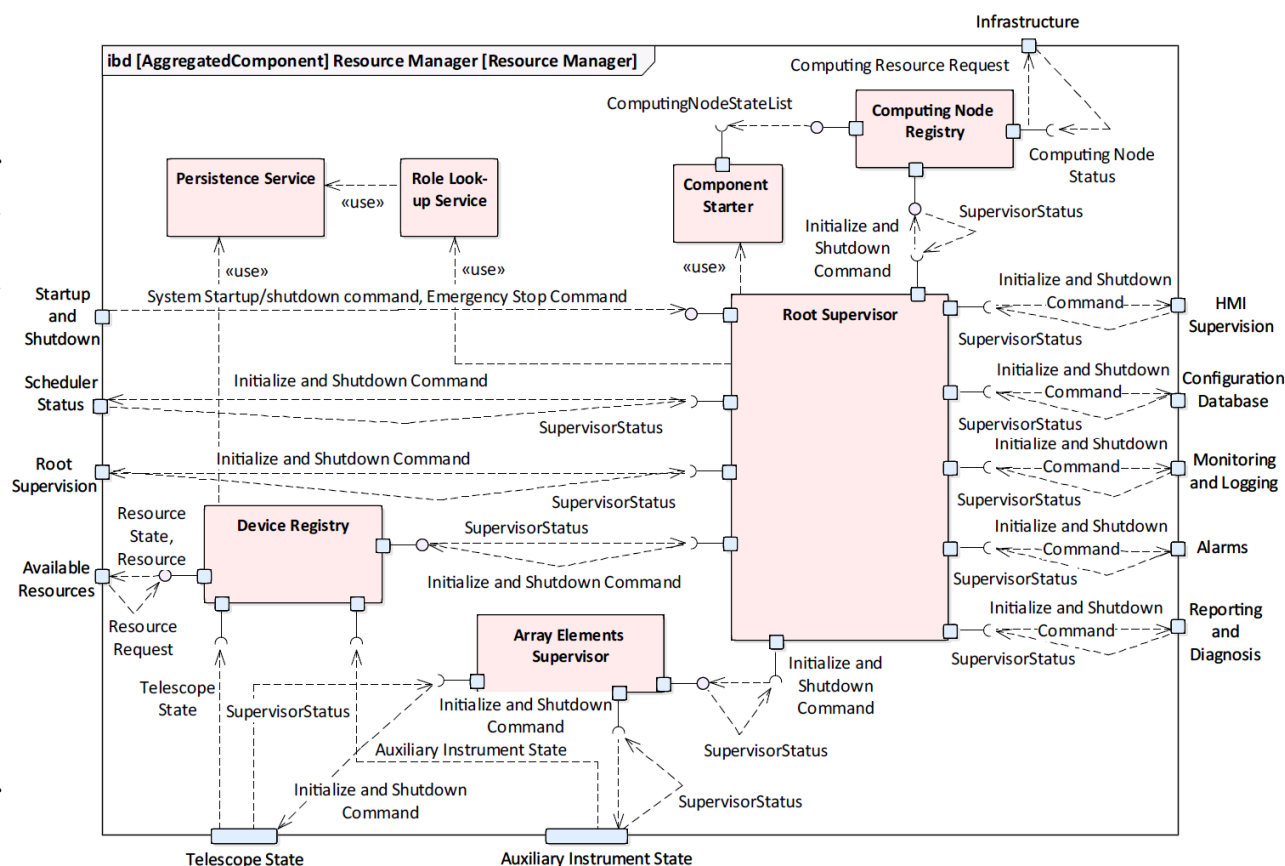 Infrastructure
ibd [AggregatedComponent] Resource Manager [Resource Manager]
Computing Resource Request
ComputingNodeStateList
Computing Node
Registry
Computing Node
Status
Persistence Service
Role Look-
up Service
«use»
Component
Starter
SupervisorStatus
Initialize and
Shutdown
Command
«use»
«use»
«use»
Startup
and
Shutdown
System Startup/shutdown command, Emergency Stop Command
Root Supervisor
Initialize and Shutdown
Command
SupervisorStatus
HMI
Supervision
Scheduler
Status
Initialize and Shutdown Command
SupervisorStatus
Initialize and Shutdown
Command
SupervisorStatus
Configuration
Database
Root
Supervision
Initialize and Shutdown Command
SupervisorStatus
Initialize and Shutdown
Command
SupervisorStatus
Monitoring
and Logging
Resource
State,
Resource
Device Registry
SupervisorStatus
Initialize and Shutdown Command
Initialize and Shutdown
Command
SupervisorStatus
Alarms
Available
Resources
Resource
Request
Array Elements
Supervisor
Initialize and Shutdown
Command
SupervisorStatus
Reporting
and
Diagnosis
Telescope
State
SupervisorStatus
Initialize and Shutdown
Command
Initialize and
Shutdown
Command
SupervisorStatus
Auxiliary Instrument State
Initialize and Shutdown
Command
SupervisorStatus
Telescope State
Auxiliary Instrument State